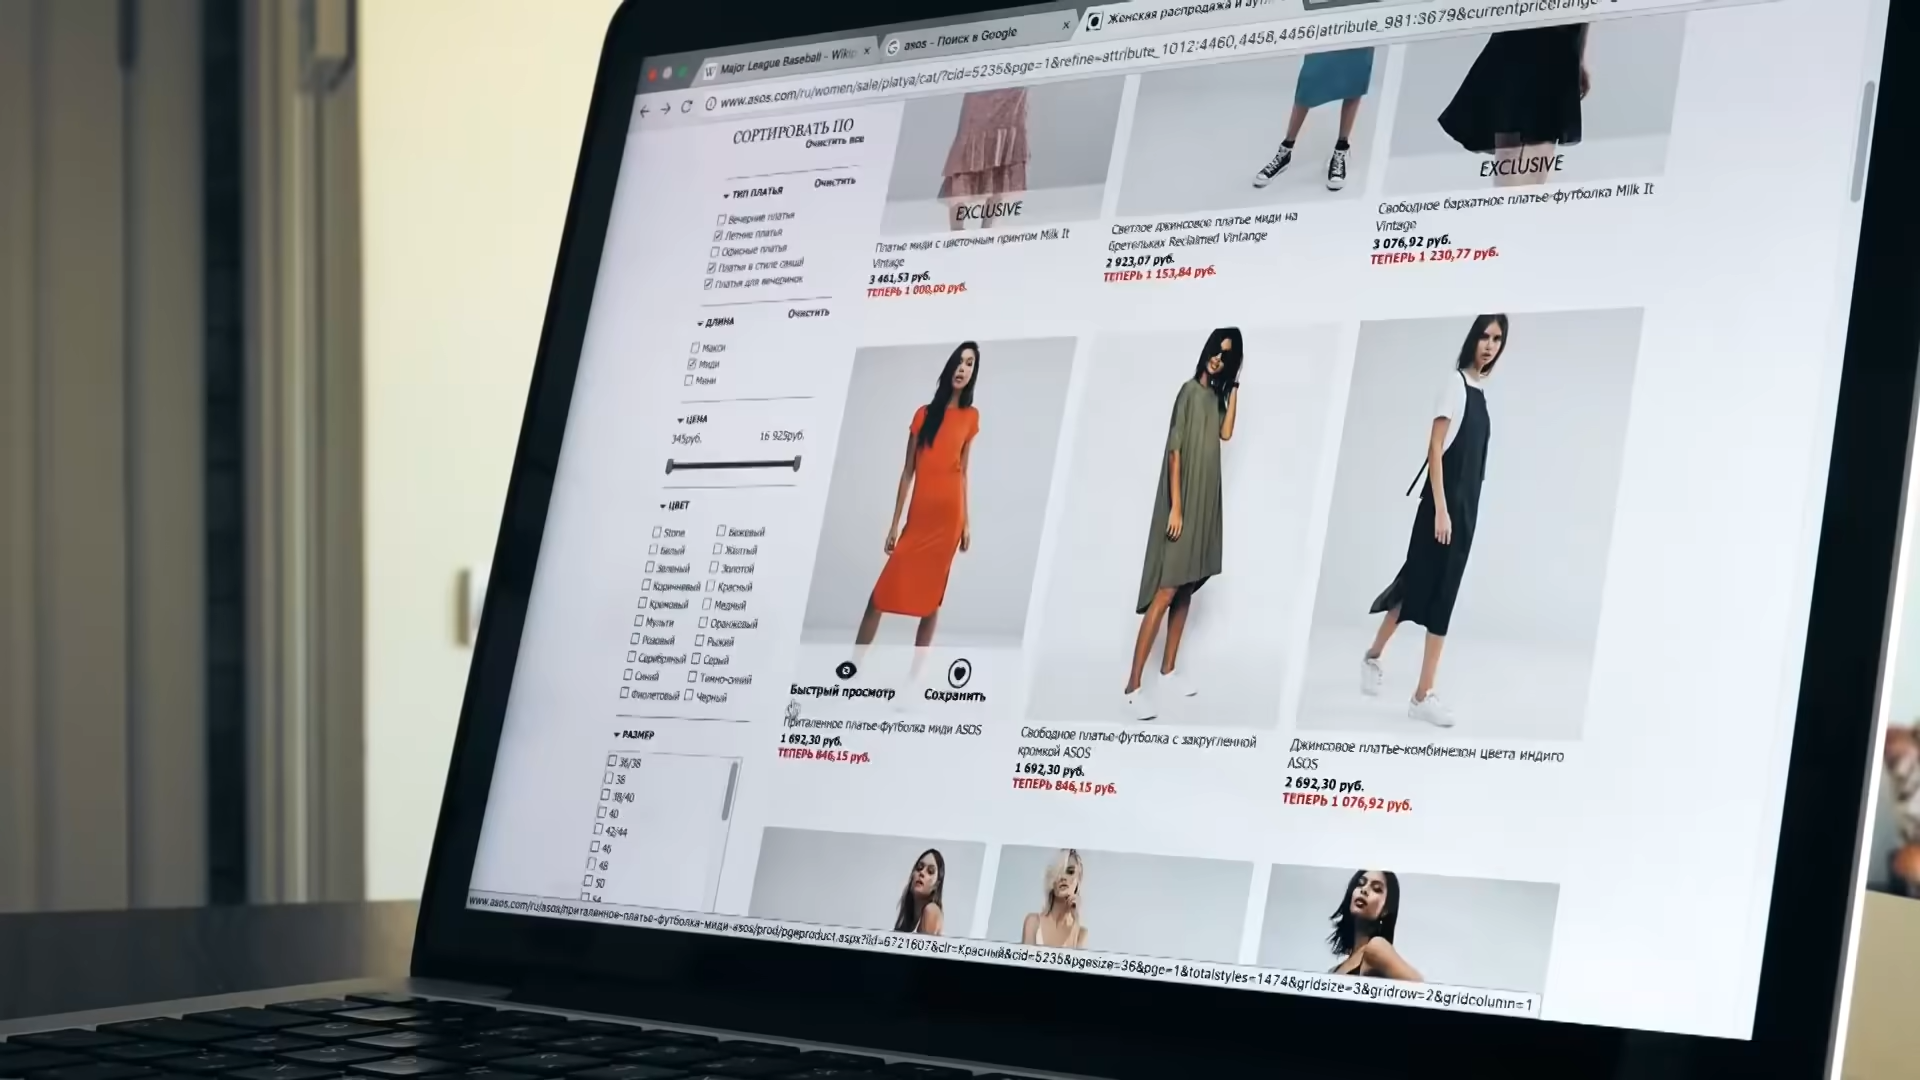 Major League Baseball - Wiki
asos - Поиск в Google
Женская распродажа и аутл
www.asos.com/ru/women/sale/platya/cat/?cid=5235&pge=1&refine=attribute_1012:4460,4458,4456|attribute_981:3679&currentpricerange
СОРТИРОВАТЬ ПО
Очистить все
ТИП ПЛАТЬЯ
Очистить
Вечерние платья
Летние платья
Офисные платья
Платья в стиле casual
Платья для вечеринок
ДЛИНА
Очистить
Макси
Миди
Мини
ЦЕНА
345руб.
16 925руб.
ЦВЕТ
Stone
Бежевый
Белый
Желтый
Зеленый
Золотой
Коричневый
Красный
Кремовый
Медный
Мульти
Оранжевый
Розовый
Рыжий
Серебряный
Серый
Синий
Темно-синий
Фиолетовый
Черный
РАЗМЕР
36/38
38
38/40
40
42/44
46
48
50
54
EXCLUSIVE
Платье миди с цветочным принтом Milk It
Vintage
3 461,53 руб.
ТЕПЕРЬ 1 000,00 руб.
Светлое джинсовое платье миди на
бретельках Reclaimed Vintange
2 923,07 руб.
ТЕПЕРЬ 1 153,84 руб.
EXCLUSIVE
Свободное бархатное платье-футболка Milk It
Vintage
3 076,92 руб.
ТЕПЕРЬ 1 230,77 руб.
Быстрый просмотр
Сохранить
Приталенное платье-футболка миди ASOS
1 692,30 руб.
ТЕПЕРЬ 846,15 руб.
Свободное платье-футболка с закругленной
кромкой ASOS
1 692,30 руб.
ТЕПЕРЬ 846,15 руб.
Джинсовое платье-комбинезон цвета индиго
ASOS
2 692,30 руб.
ТЕПЕРЬ 1 076,92 руб.
www.asos.com/ru/asos/приталенное-платье-футболка-миди-asos/prod/pgeproduct.aspx?iid=6721607&clr=Красный&cid=5235&pgesize=36&pge=1&totalstyles=1474&gridsize=3&gridrow=2&gridcolumn=1